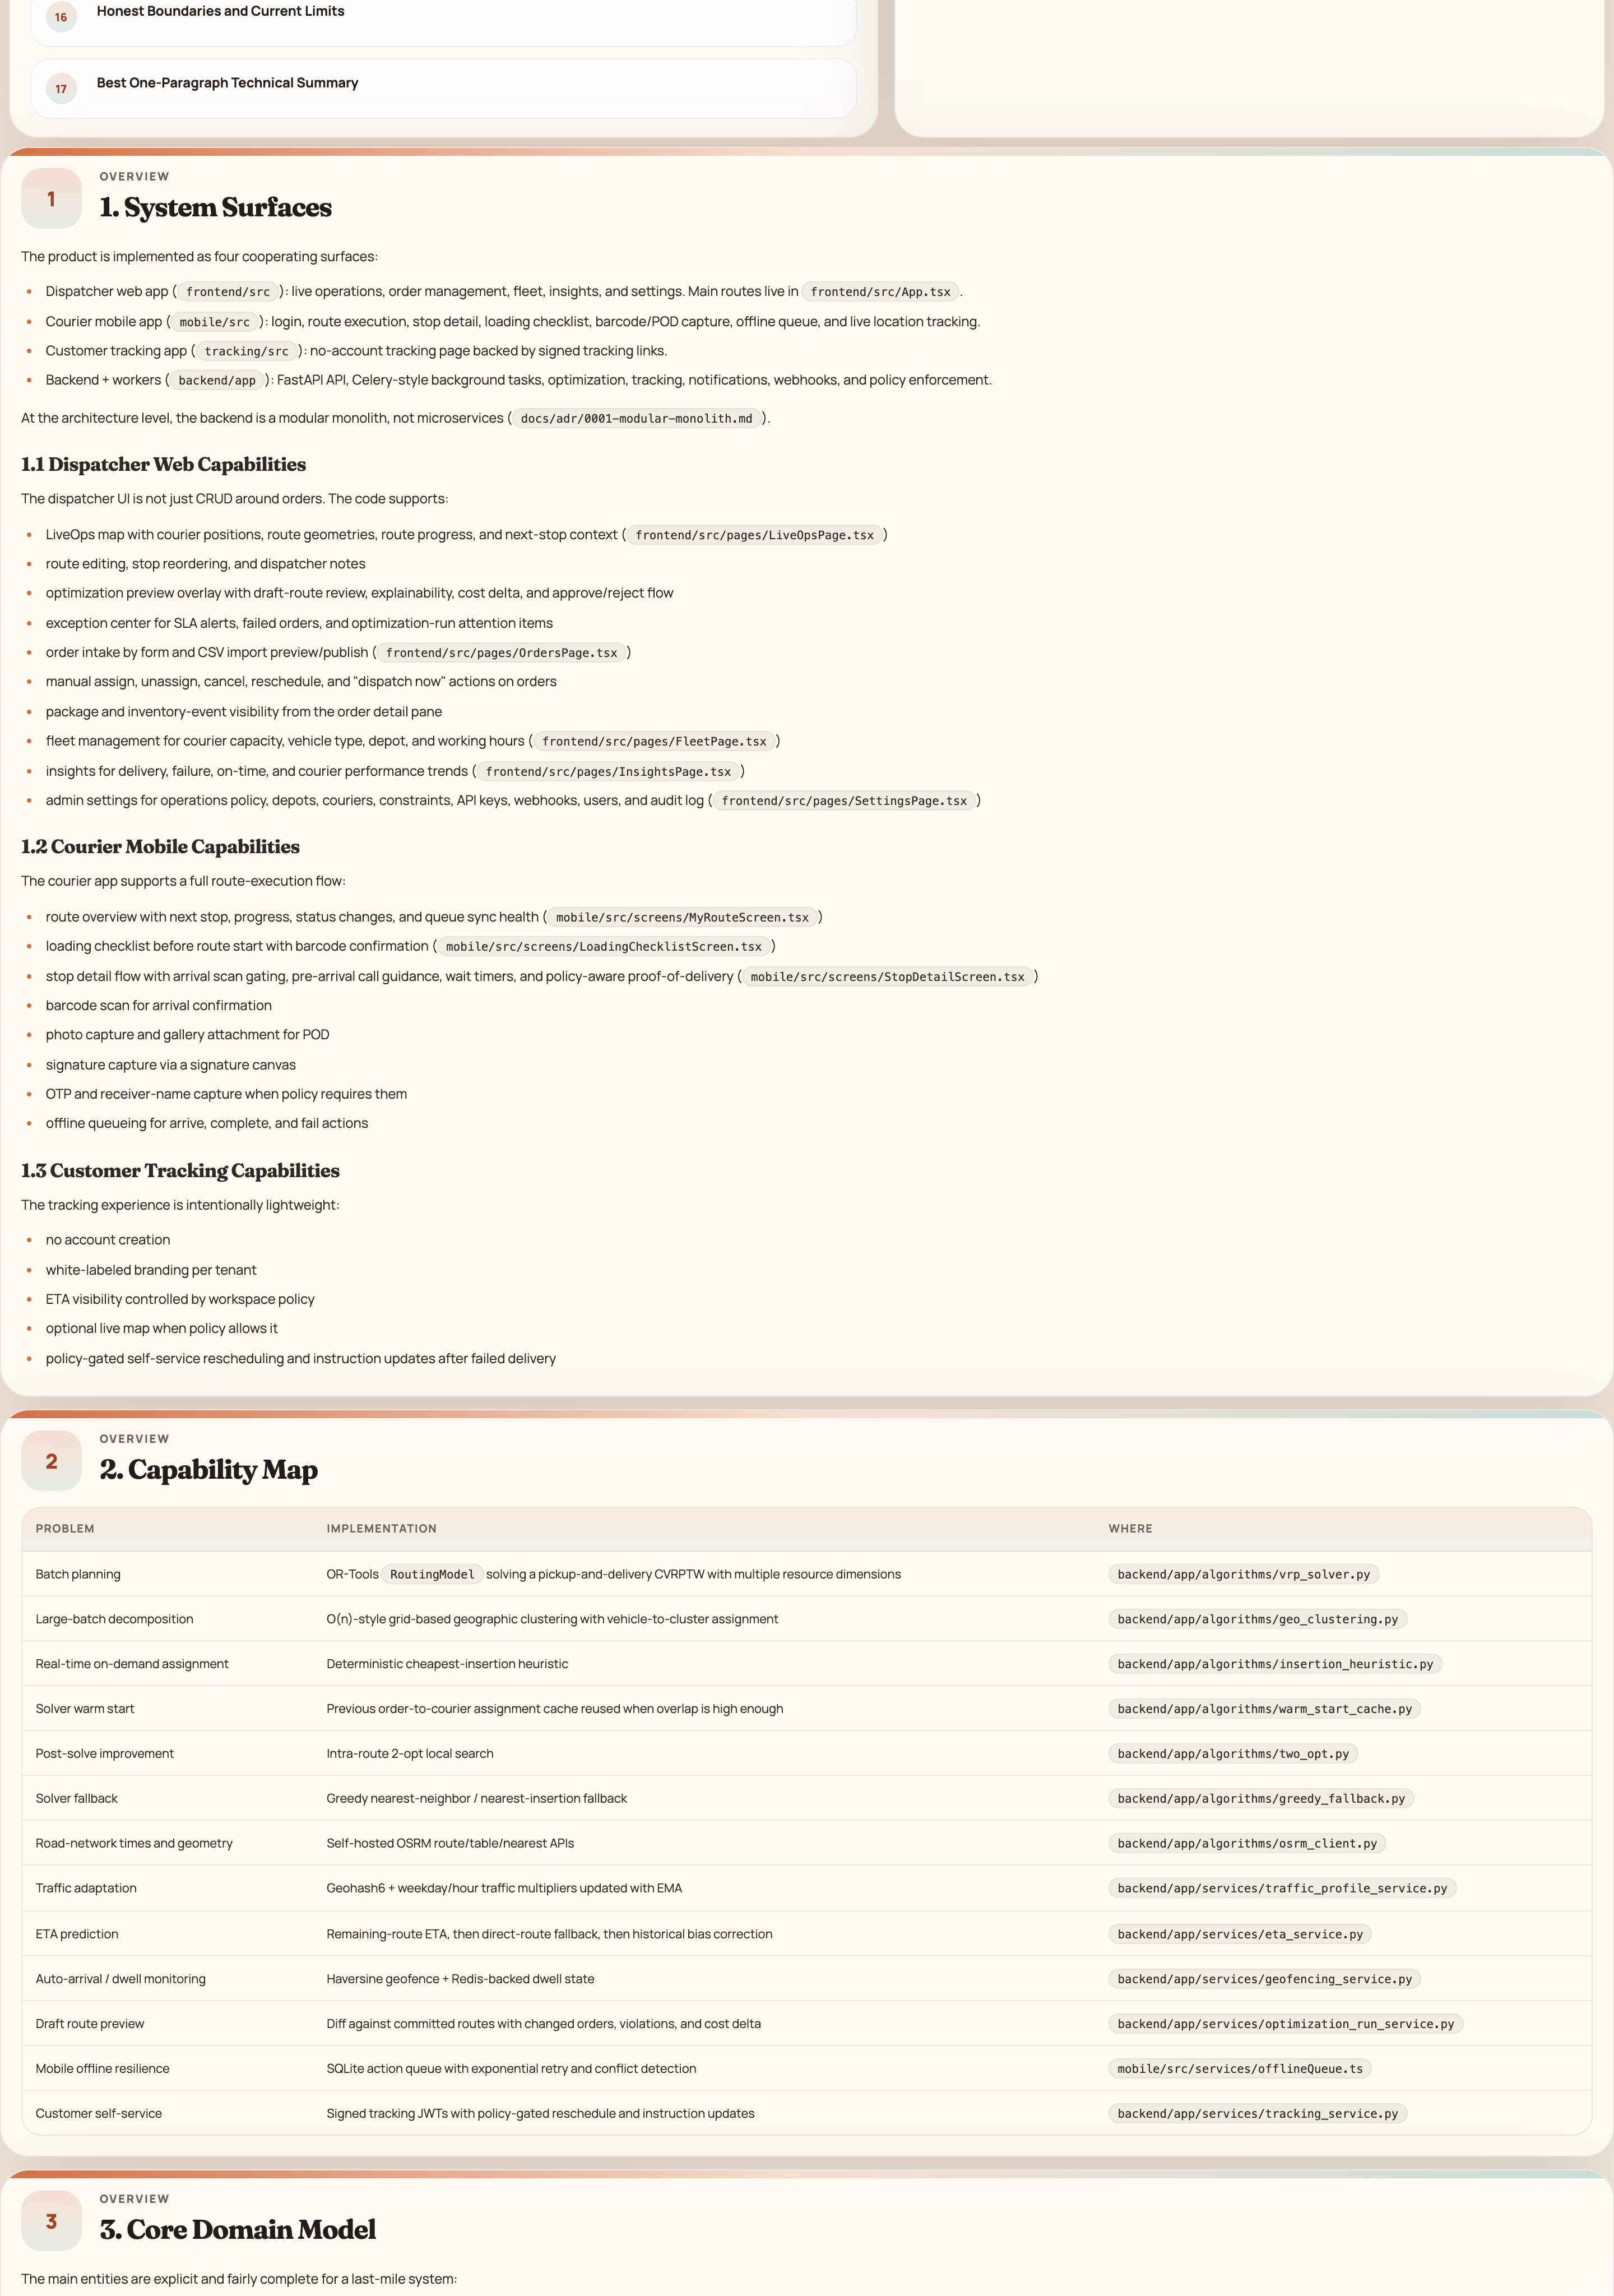 16 Honest Boundaries and Current Limits
17 Best One-Paragraph Technical Summary
1
OVERVIEW
1. System Surfaces
The product is implemented as four cooperating surfaces:
• Dispatcher web app ( frontend/src ): live operations, order management, fleet, insights, and settings. Main routes live in frontend/src/App.tsx .
• Courier mobile app ( mobile/src ): login, route execution, stop detail, loading checklist, barcode/POD capture, offline queue, and live location tracking.
• Customer tracking app ( tracking/src ): no-account tracking page backed by signed tracking links.
• Backend + workers ( backend/app ): FastAPI API, Celery-style background tasks, optimization, tracking, notifications, webhooks, and policy enforcement.
At the architecture level, the backend is a modular monolith, not microservices ( docs/adr/0001-modular-monolith.md ).
1.1 Dispatcher Web Capabilities
The dispatcher UI is not just CRUD around orders. The code supports:
• LiveOps map with courier positions, route geometries, route progress, and next-stop context ( frontend/src/pages/LiveOpsPage.tsx )
• route editing, stop reordering, and dispatcher notes
• optimization preview overlay with draft-route review, explainability, cost delta, and approve/reject flow
• exception center for SLA alerts, failed orders, and optimization-run attention items
• order intake by form and CSV import preview/publish ( frontend/src/pages/OrdersPage.tsx )
• manual assign, unassign, cancel, reschedule, and "dispatch now" actions on orders
• package and inventory-event visibility from the order detail pane
• fleet management for courier capacity, vehicle type, depot, and working hours ( frontend/src/pages/FleetPage.tsx )
• insights for delivery, failure, on-time, and courier performance trends ( frontend/src/pages/InsightsPage.tsx )
• admin settings for operations policy, depots, couriers, constraints, API keys, webhooks, users, and audit log ( frontend/src/pages/SettingsPage.tsx )
1.2 Courier Mobile Capabilities
The courier app supports a full route-execution flow:
• route overview with next stop, progress, status changes, and queue sync health ( mobile/src/screens/MyRouteScreen.tsx )
• loading checklist before route start with barcode confirmation ( mobile/src/screens/LoadingChecklistScreen.tsx )
• stop detail flow with arrival scan gating, pre-arrival call guidance, wait timers, and policy-aware proof-of-delivery ( mobile/src/screens/StopDetailScreen.tsx )
• barcode scan for arrival confirmation
• photo capture and gallery attachment for POD
• signature capture via a signature canvas
• OTP and receiver-name capture when policy requires them
• offline queueing for arrive, complete, and fail actions
1.3 Customer Tracking Capabilities
The tracking experience is intentionally lightweight:
• no account creation
• white-labeled branding per tenant
• ETA visibility controlled by workspace policy
• optional live map when policy allows it
• policy-gated self-service rescheduling and instruction updates after failed delivery
2
OVERVIEW
2. Capability Map
PROBLEM IMPLEMENTATION WHERE
Batch planning OR-Tools RoutingModel solving a pickup-and-delivery CVRPTW with multiple resource dimensions backend/app/algorithms/vrp_solver.py
Large-batch decomposition O(n)-style grid-based geographic clustering with vehicle-to-cluster assignment backend/app/algorithms/geo_clustering.py
Real-time on-demand assignment Deterministic cheapest-insertion heuristic backend/app/algorithms/insertion_heuristic.py
Solver warm start Previous order-to-courier assignment cache reused when overlap is high enough backend/app/algorithms/warm_start_cache.py
Post-solve improvement Intra-route 2-opt local search backend/app/algorithms/two_opt.py
Solver fallback Greedy nearest-neighbor / nearest-insertion fallback backend/app/algorithms/greedy_fallback.py
Road-network times and geometry Self-hosted OSRM route/table/nearest APIs backend/app/algorithms/osrm_client.py
Traffic adaptation Geohash6 + weekday/hour traffic multipliers updated with EMA backend/app/services/traffic_profile_service.py
ETA prediction Remaining-route ETA, then direct-route fallback, then historical bias correction backend/app/services/eta_service.py
Auto-arrival / dwell monitoring Haversine geofence + Redis-backed dwell state backend/app/services/geofencing_service.py
Draft route preview Diff against committed routes with changed orders, violations, and cost delta backend/app/services/optimization_run_service.py
Mobile offline resilience SQLite action queue with exponential retry and conflict detection mobile/src/services/offlineQueue.ts
Customer self-service Signed tracking JWTs with policy-gated reschedule and instruction updates backend/app/services/tracking_service.py
3
OVERVIEW
3. Core Domain Model
The main entities are explicit and fairly complete for a last-mile system: